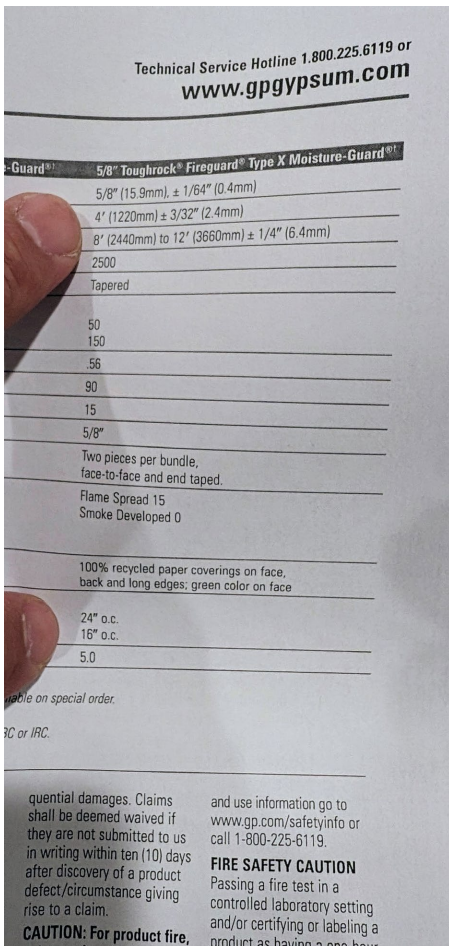 Technical Service Hotline 1.800.225.6119 or
www.gpgypsum.com
e-Guard®† 5/8" Toughrock® Fireguard® Type X Moisture-Guard®†
5/8" (15.9mm), ± 1/64" (0.4mm)
4' (1220mm) ± 3/32" (2.4mm)
8' (2440mm) to 12' (3660mm) ± 1/4" (6.4mm)
2500
Tapered
50
150
.56
90
15
5/8"
Two pieces per bundle,
face-to-face and end taped.
Flame Spread 15
Smoke Developed 0
100% recycled paper coverings on face,
back and long edges; green color on face
24" o.c.
16" o.c.
5.0
on special order.
or IRC.
quential damages. Claims
shall be deemed waived if
they are not submitted to us
in writing within ten (10) days
after discovery of a product
defect/circumstance giving
rise to a claim.
CAUTION: For product fire,
and use information go to
www.gp.com/safetyinfo or
call 1-800-225-6119.
FIRE SAFETY CAUTION
Passing a fire test in a
controlled laboratory setting
and/or certifying or labeling a
product as having a one hour